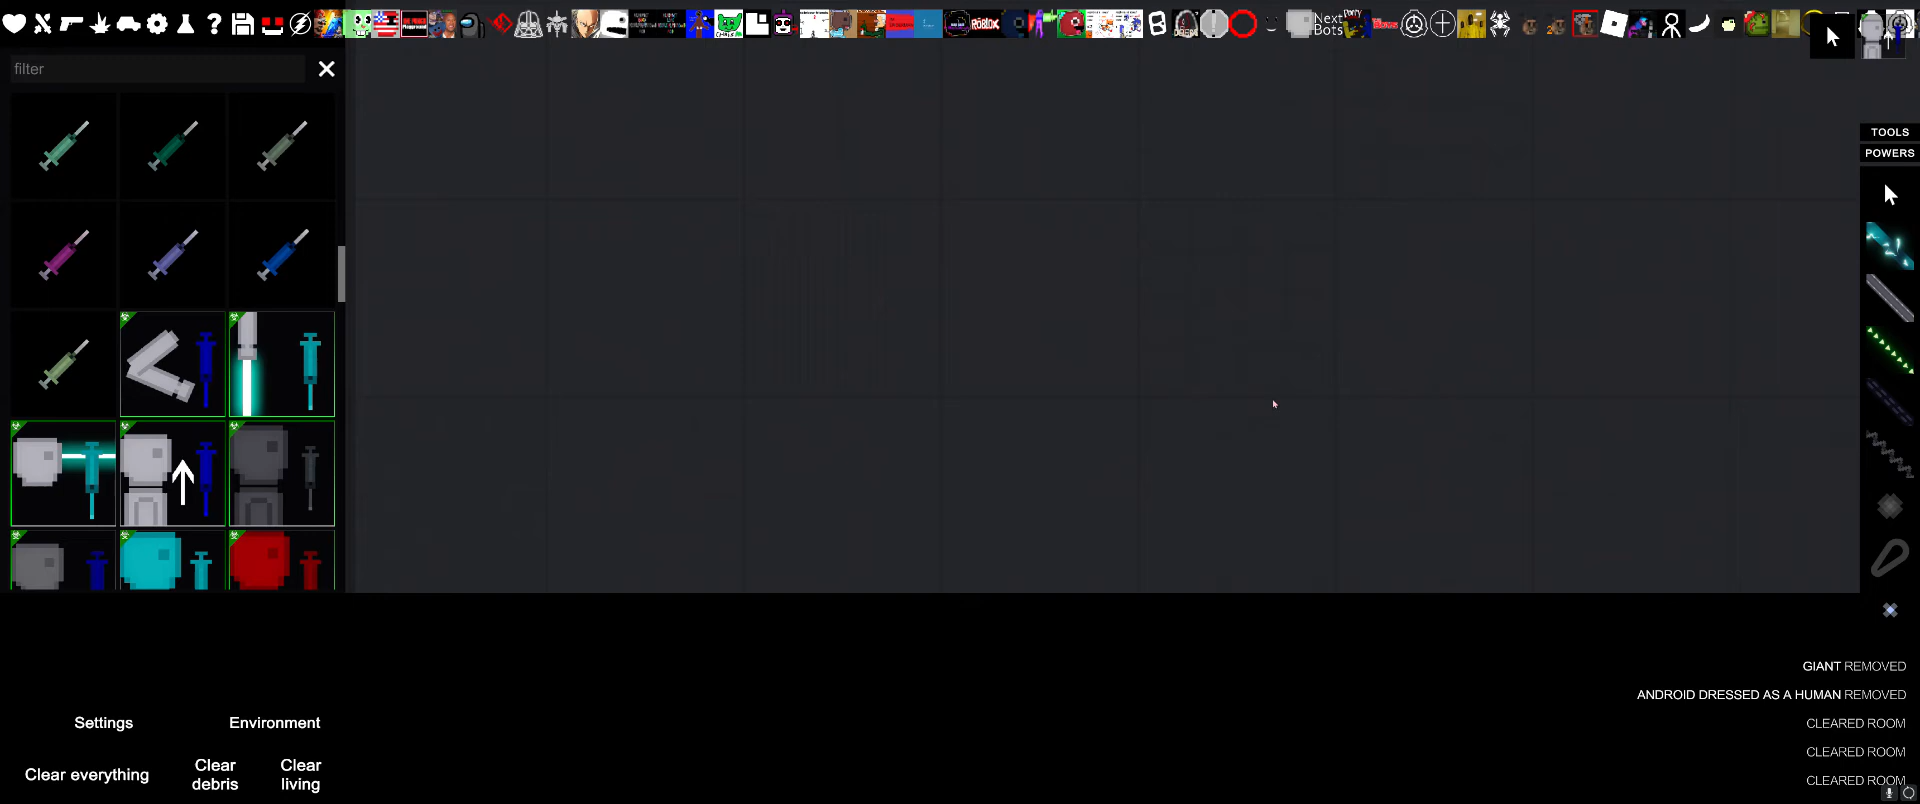 Next
Bots
ROBLOX
filter
TOOLS
POWERS
GIANT REMOVED
ANDROID DRESSED AS A HUMAN REMOVED
CLEARED ROOM
CLEARED ROOM
CLEARED ROOM
Settings
Environment
Clear everything
Clear
debris
Clear
living